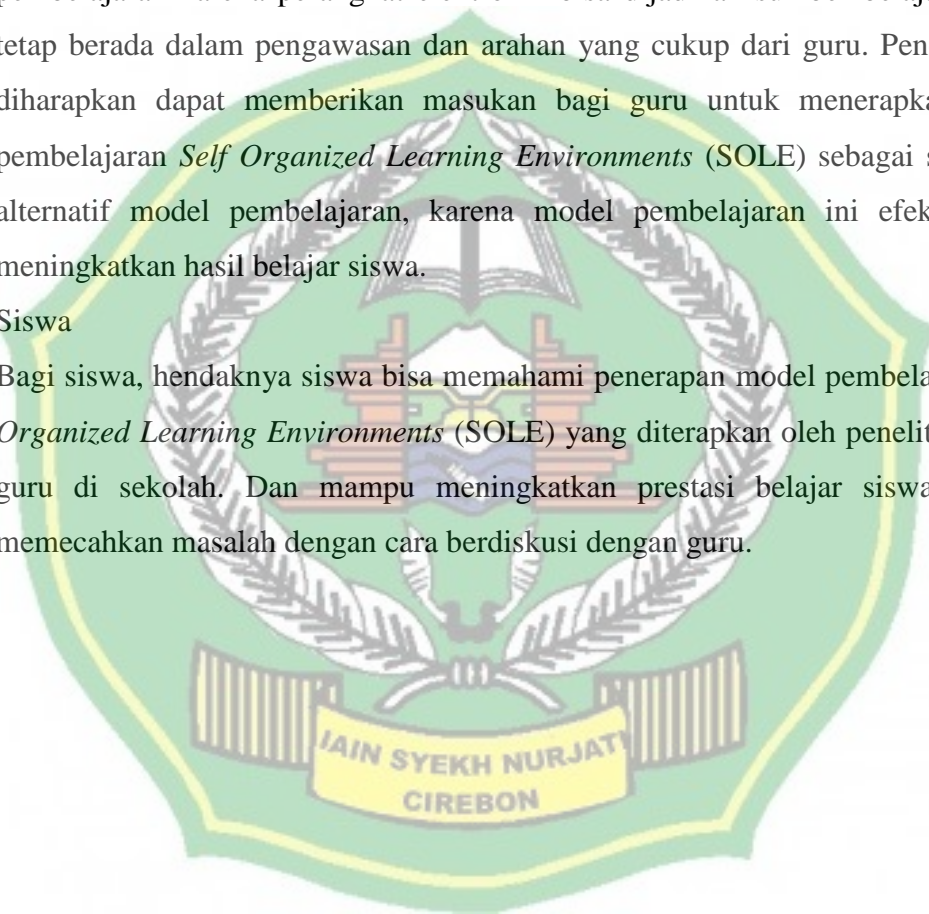 tetap berada dalam pengawasan dan arahan yang cukup dari guru. Pen
diharapkan dapat memberikan masukan bagi guru untuk menerapka
pembelajaran Self Organized Learning Environments (SOLE) sebagai s
alternatif model pembelajaran, karena model pembelajaran ini efek
meningkatkan hasil belajar siswa.
Siswa
Bagi siswa, hendaknya siswa bisa memahami penerapan model pembela
Organized Learning Environments (SOLE) yang diterapkan oleh penelit
guru di sekolah. Dan mampu meningkatkan prestasi belajar siswa
memecahkan masalah dengan cara berdiskusi dengan guru.
IAIN SYEKH NURJATI
CIREBON